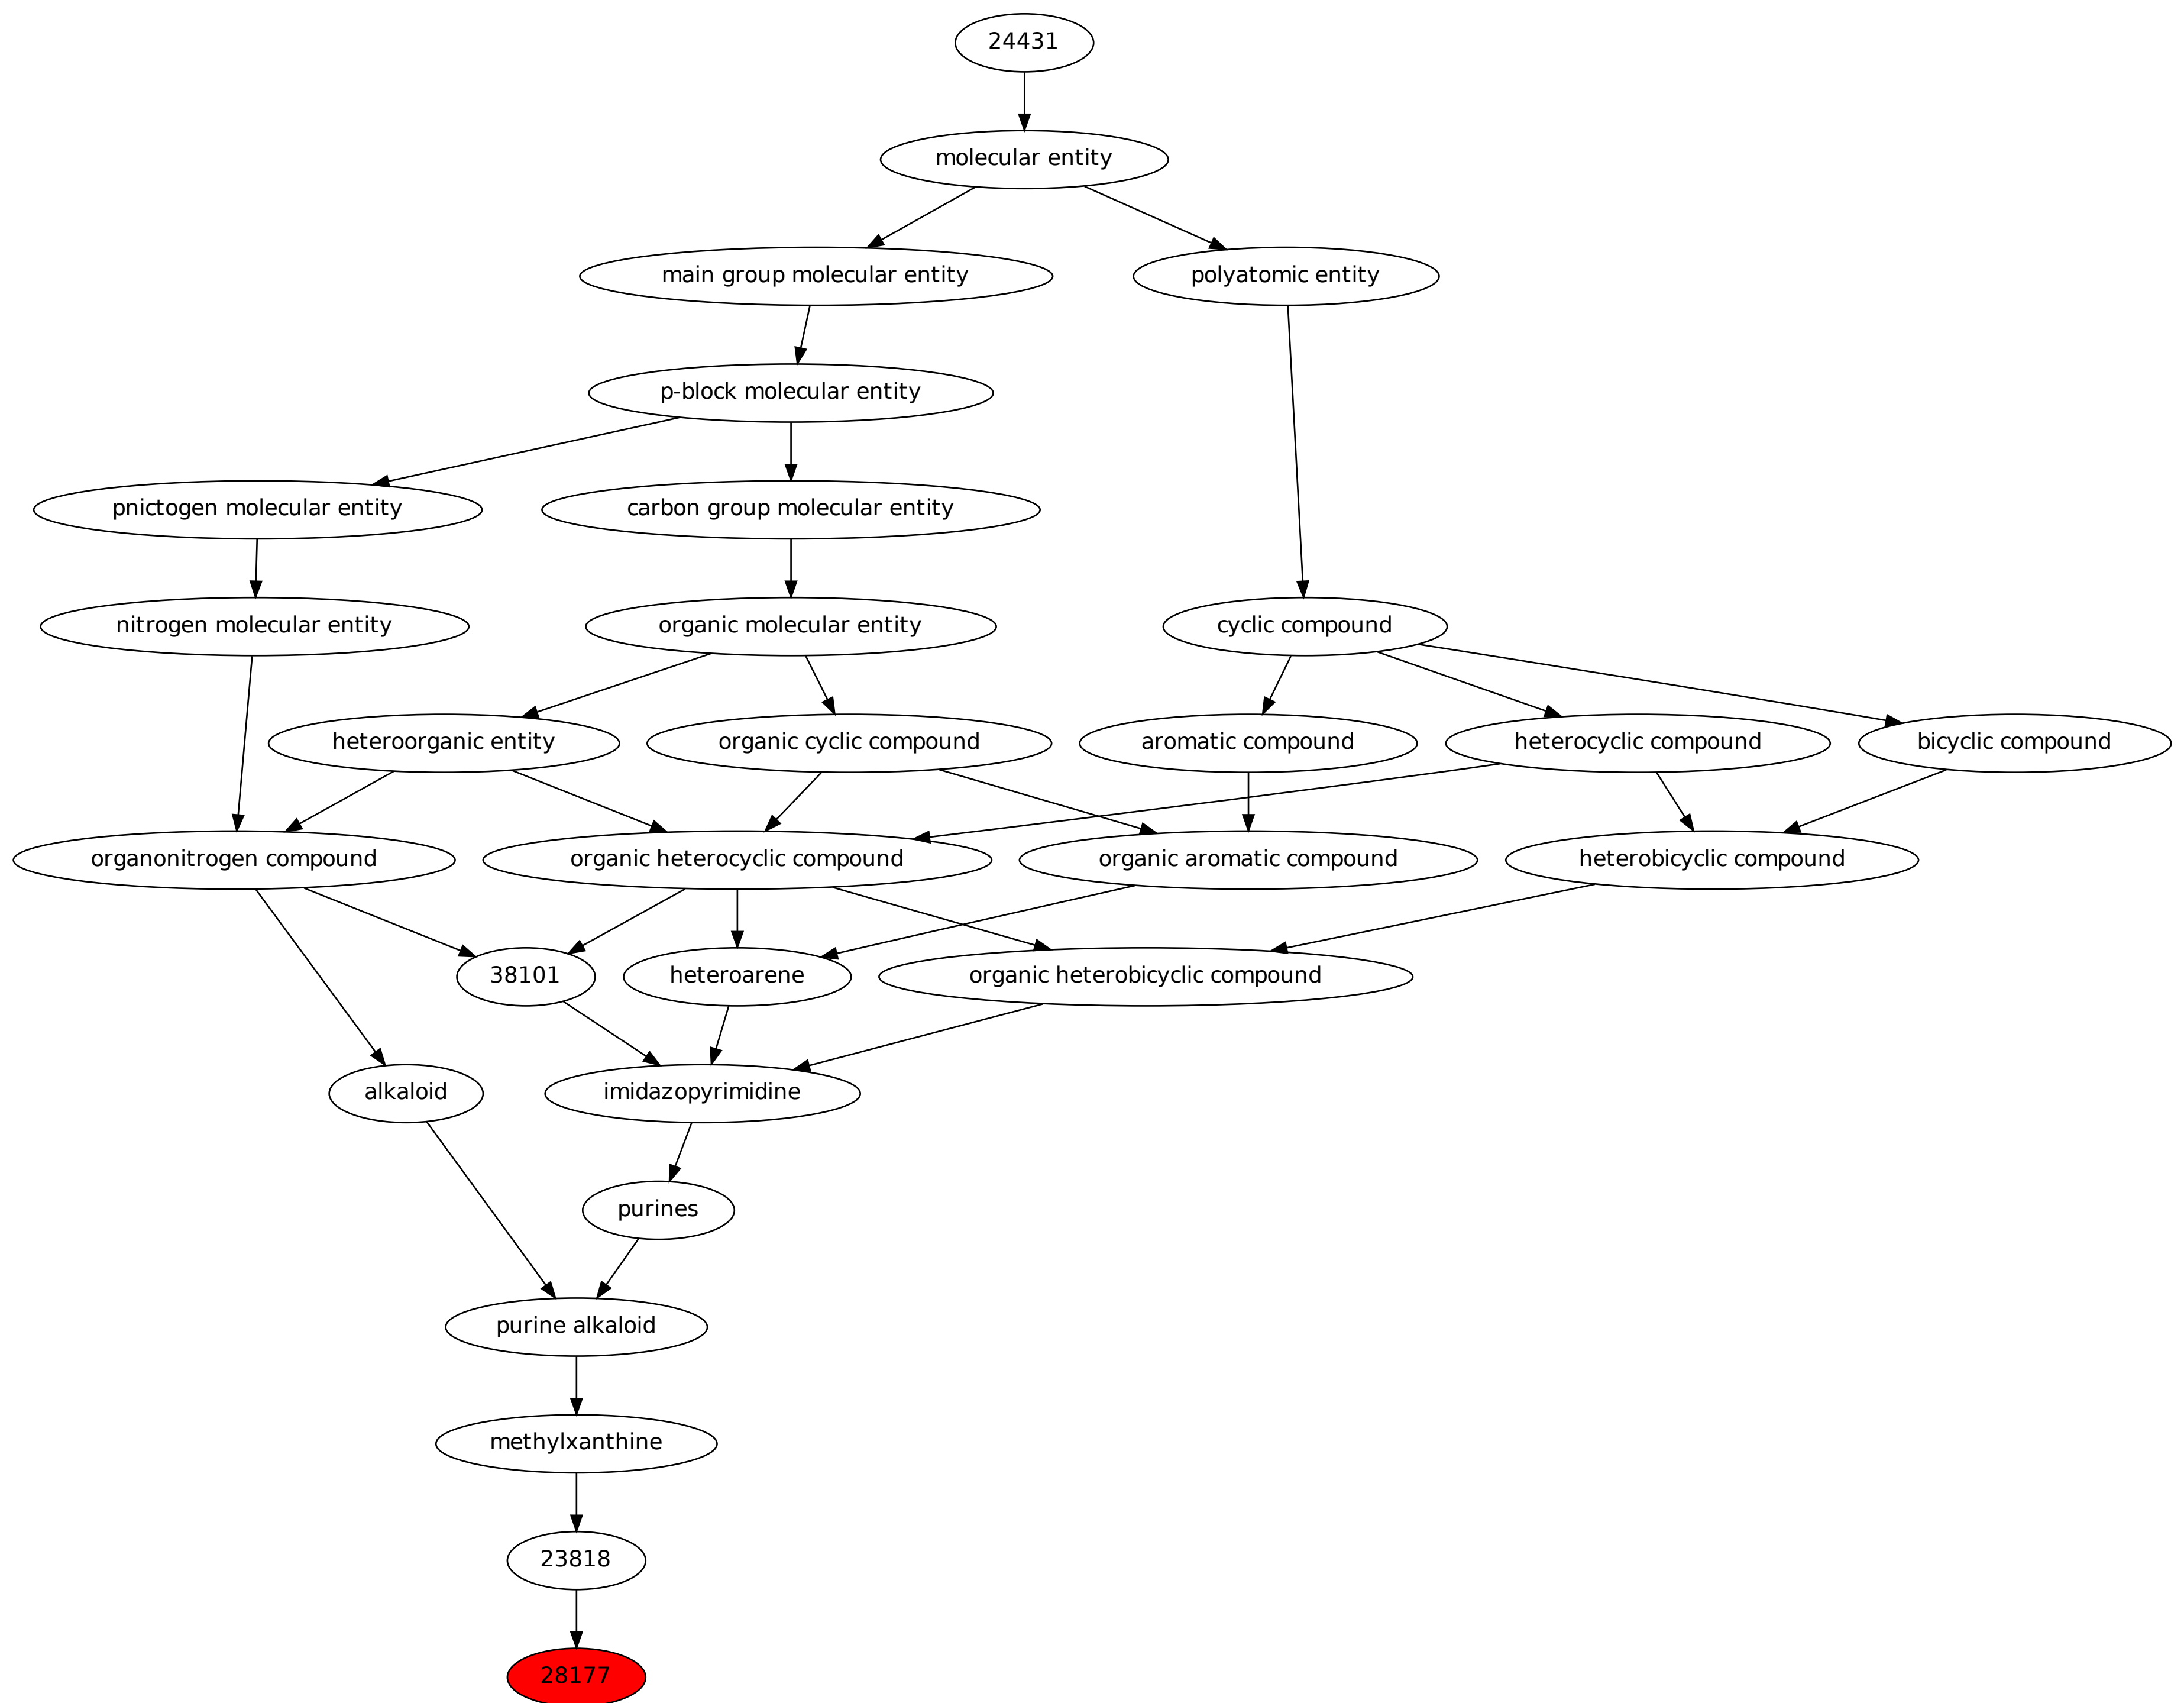 24431
molecular entity
main group molecular entity
polyatomic entity
p-block molecular entity
pnictogen molecular entity
carbon group molecular entity
nitrogen molecular entity
organic molecular entity
cyclic compound
heteroorganic entity
organic cyclic compound
aromatic compound
heterocyclic compound
bicyclic compound
organonitrogen compound
organic heterocyclic compound
organic aromatic compound
heterobicyclic compound
38101
heteroarene
organic heterobicyclic compound
alkaloid
imidazopyrimidine
purines
purine alkaloid
methylxanthine
23818
28177